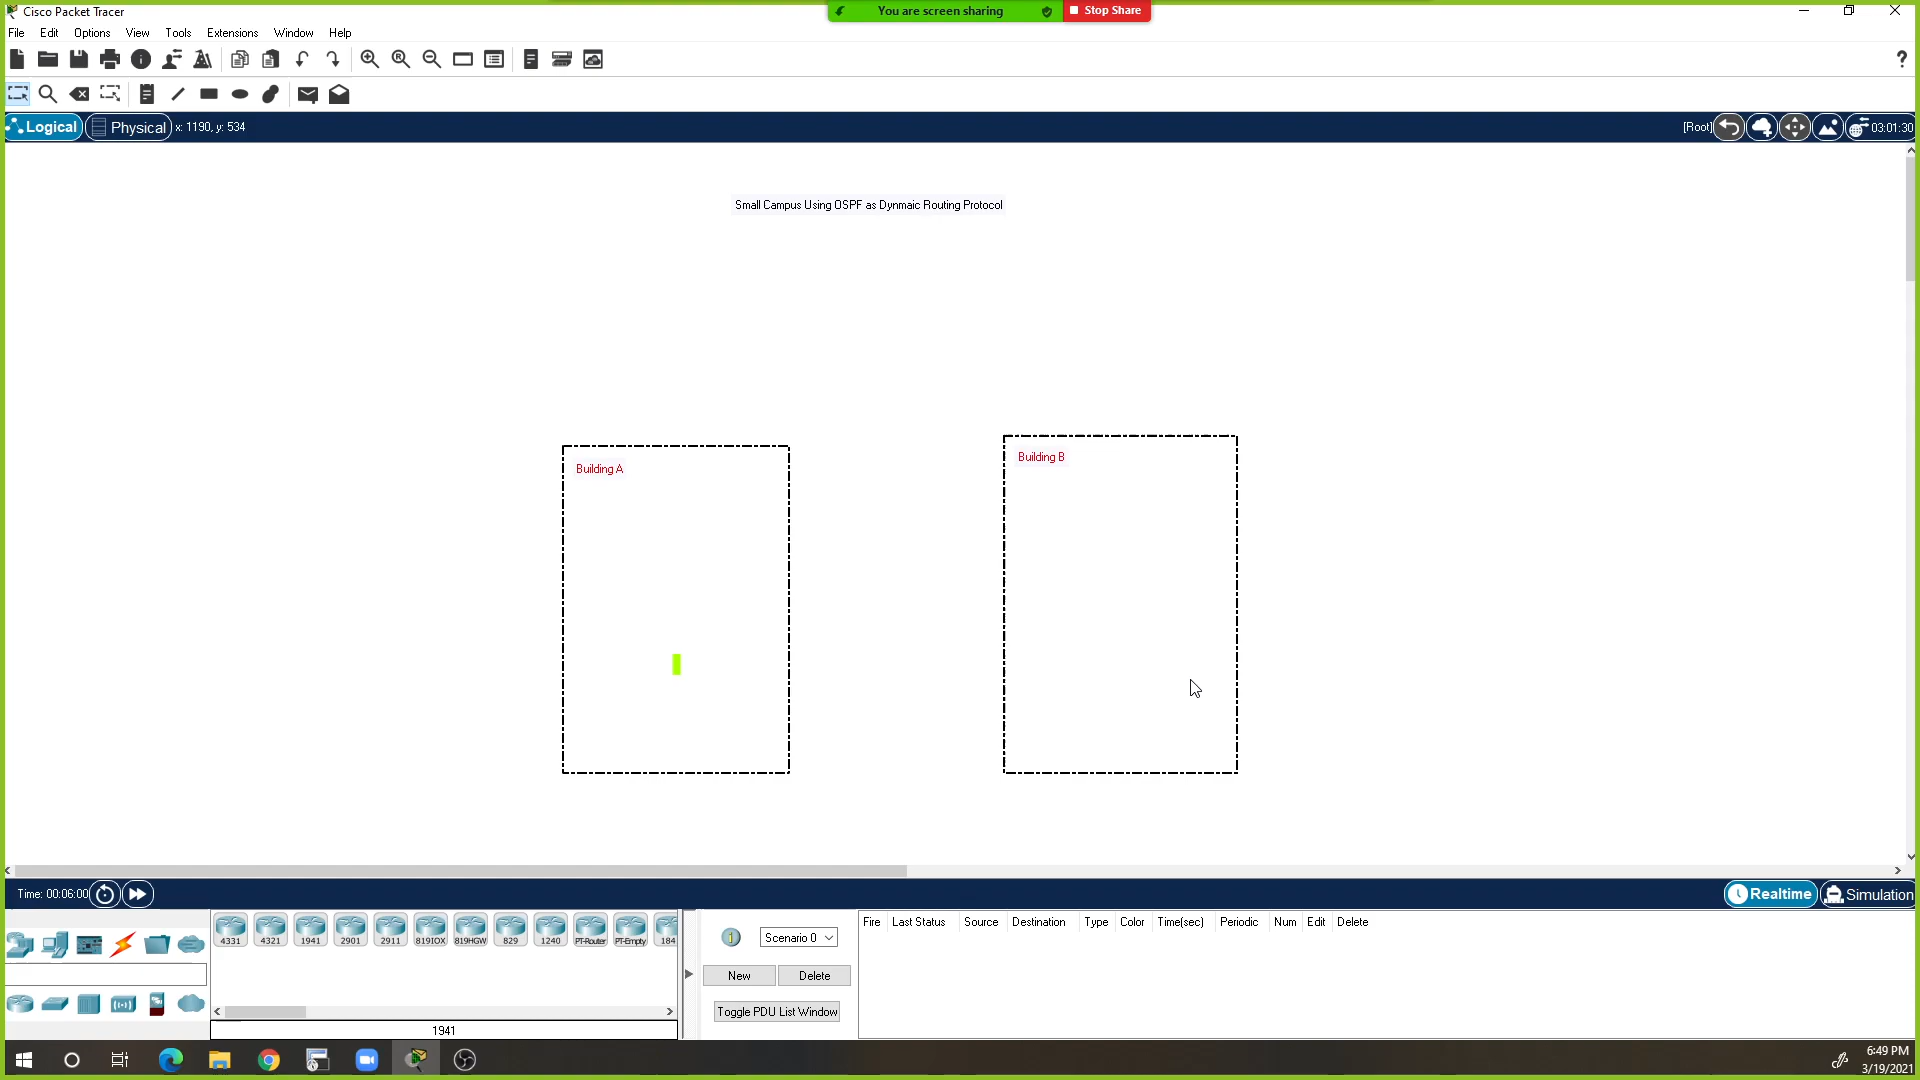 You are screen sharing Stop Share
Cisco Packet Tracer
File Edit Options View Tools Extensions Window Help
?
Logical Physical x: 1190, y: 534 [Root] 03:01:30
Small Campus Using OSPF as Dynmaic Routing Protocol
Building B
Building A
Time: 00:06:00 Realtime Simulation
Fire Last Status Source Destination Type Color Time(sec) Periodic Num Edit Delete
4331 4321 1941 2901 2911 819IOX 819HGW 829 1240 PT-Router PT-Empty 184
Scenario 0
New Delete
Toggle PDU List Window
1941
6:49 PM
3/19/2021